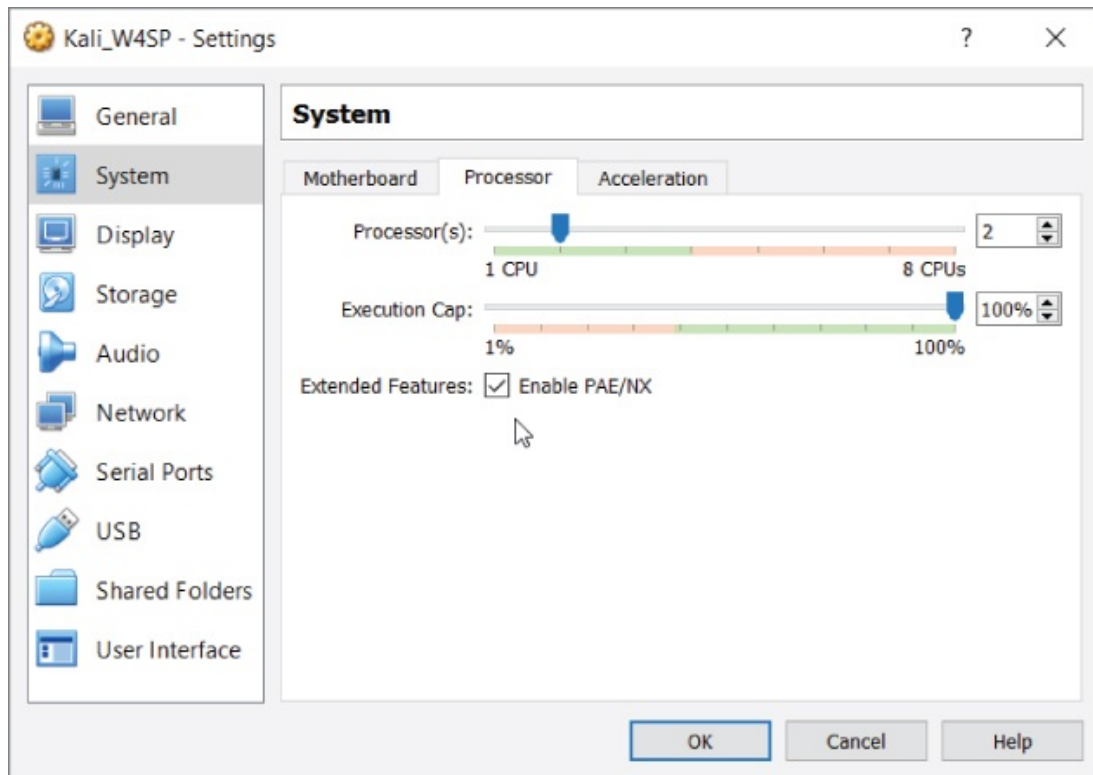 Kali_W4SP - Settings
?
General
System
Display
Storage
Audio
Network
Serial Ports
USB
Shared Folders
User Interface
System
Motherboard Processor Acceleration
Processor(s): 2
1 CPU 8 CPUs
Execution Cap: 100%
1% 100%
Extended Features: Enable PAE/NX
OK Cancel Help